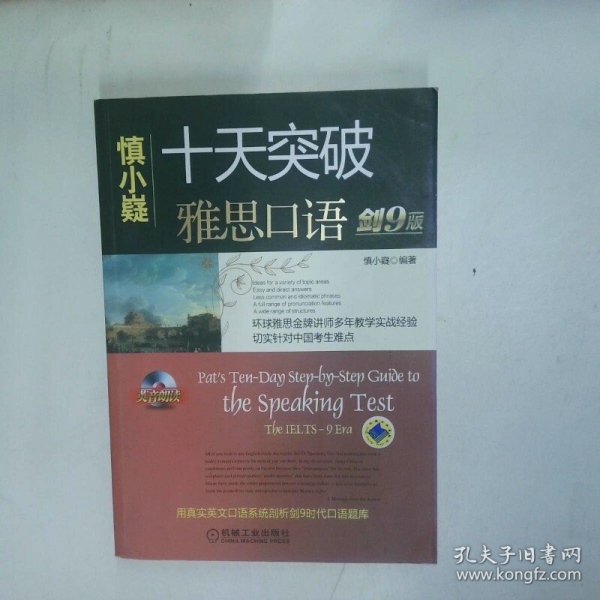 慎小嶷
十天突破
雅思口语 剑9版
慎小嶷◎编著
Ideas for a variety of topic areas
Easy and direct answers
Less common and idiomatic phrases
A full range of pronunciation features
A wide range of structures
环球雅思金牌讲师多年教学实战经验
切实针对中国考生难点
英音朗读
Pat's Ten-Day Step-by-Step Guide to
the Speaking Test
The IELTS-9 Era
用真实英文口语系统剖析剑9时代口语题库
机械工业出版社
CHINA MACHINE PRESS
孔夫子旧书网
www.kongfz.com